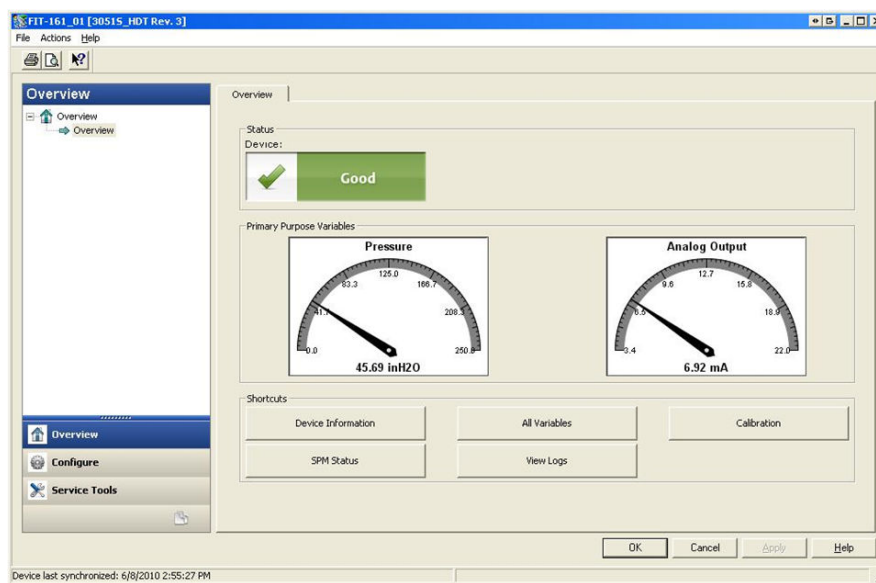 FIT-161_01 [3051S_HDT Rev. 3]
File Actions Help
Overview
Overview
Overview
Overview
Configure
Service Tools
Overview
Status
Device:
Good
Primary Purpose Variables
Pressure
0.0
41.7
83.3
125.0
166.7
208.3
250.0
45.69 inH2O
Analog Output
3.4
6.5
9.6
12.7
15.8
18.9
22.0
6.92 mA
Shortcuts
Device Information
All Variables
Calibration
SPM Status
View Logs
OK
Cancel
Apply
Help
Device last synchronized: 6/8/2010 2:55:27 PM